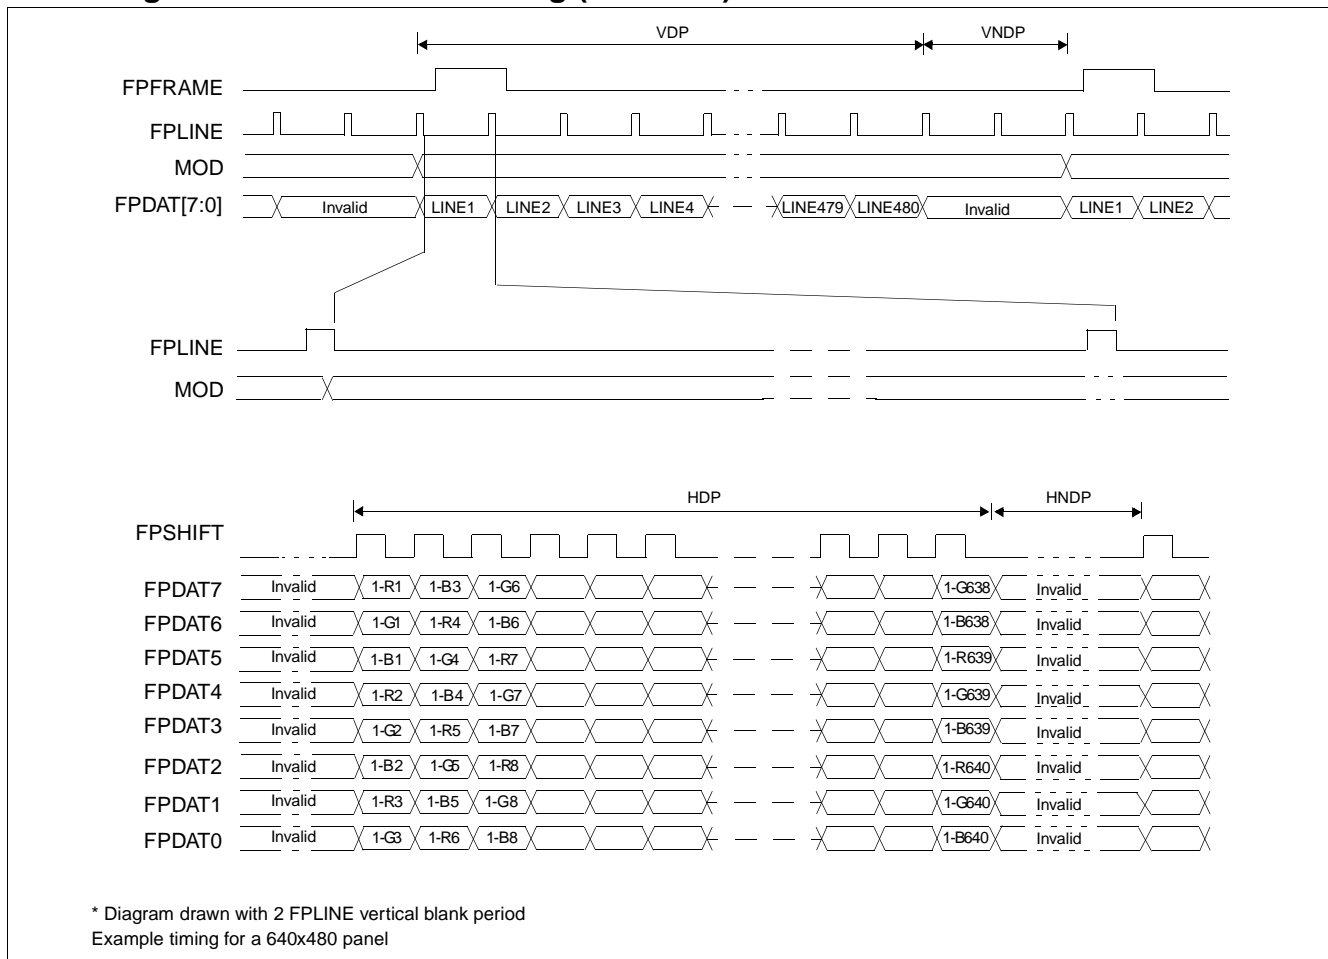 VDP VNDP
FPFRAME
FPLINE
MOD
FPDAT[7:0] Invalid LINE1 LINE2 LINE3 LINE4 LINE479 LINE480 Invalid LINE1 LINE2
FPLINE
MOD
HDP HNDP
FPSHIFT
FPDAT7 Invalid 1-R1 1-B3 1-G6 1-G638 Invalid
FPDAT6 Invalid 1-G1 1-R4 1-B6 1-B638 Invalid
FPDAT5 Invalid 1-B1 1-G4 1-R7 1-R639 Invalid
FPDAT4 Invalid 1-R2 1-B4 1-G7 1-G639 Invalid
FPDAT3 Invalid 1-G2 1-R5 1-B7 1-B639 Invalid
FPDAT2 Invalid 1-B2 1-G5 1-R8 1-R640 Invalid
FPDAT1 Invalid 1-R3 1-B5 1-G8 1-G640 Invalid
FPDAT0 Invalid 1-G3 1-R6 1-B8 1-B640 Invalid
* Diagram drawn with 2 FPLINE vertical blank period
Example timing for a 640x480 panel